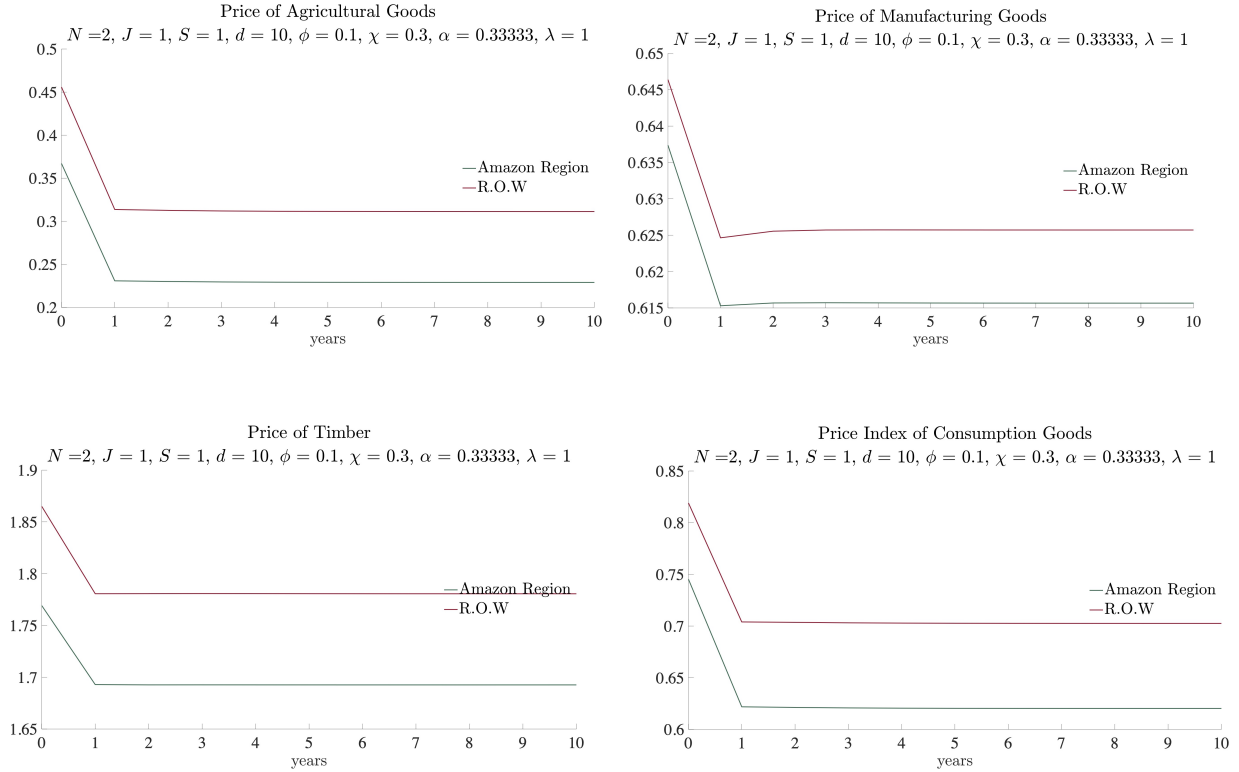 Price of Agricultural Goods
N =2, J = 1, S = 1, d = 10, ϕ = 0.1, χ = 0.3, α = 0.33333, λ = 1
0.5
0.45
0.4
0.35
0.3
0.25
0.2
Amazon Region
R.O.W
0 1 2 3 4 5 6 7 8 9 10
years
Price of Manufacturing Goods
N =2, J = 1, S = 1, d = 10, ϕ = 0.1, χ = 0.3, α = 0.33333, λ = 1
0.65
0.645
0.64
0.635
0.63
0.625
0.62
0.615
Amazon Region
R.O.W
0 1 2 3 4 5 6 7 8 9 10
years
Price of Timber
N =2, J = 1, S = 1, d = 10, ϕ = 0.1, χ = 0.3, α = 0.33333, λ = 1
1.9
1.85
1.8
1.75
1.7
1.65
Amazon Region
R.O.W
0 1 2 3 4 5 6 7 8 9 10
years
Price Index of Consumption Goods
N =2, J = 1, S = 1, d = 10, ϕ = 0.1, χ = 0.3, α = 0.33333, λ = 1
0.85
0.8
0.75
0.7
0.65
0.6
Amazon Region
R.O.W
0 1 2 3 4 5 6 7 8 9 10
years